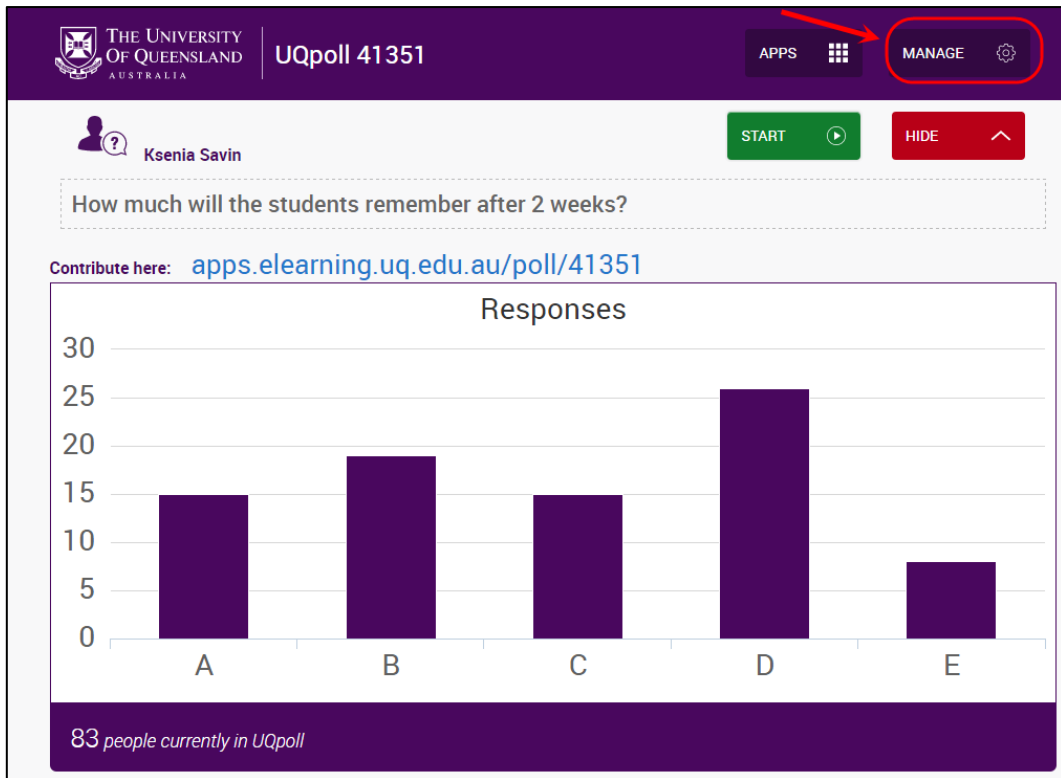 THE UNIVERSITY
OF QUEENSLAND
AUSTRALIA
UQpoll 41351
APPS
MANAGE
?
Ksenia Savin
START
HIDE
How much will the students remember after 2 weeks?
Contribute here: apps.elearning.uq.edu.au/poll/41351
Responses
30
25
20
15
10
5
0
A B C D E
83 people currently in UQpoll